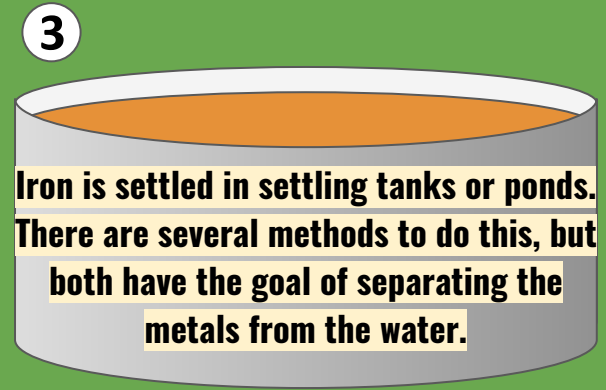 3
Iron is settled in settling tanks or ponds.
There are several methods to do this, but
both have the goal of separating the
metals from the water.